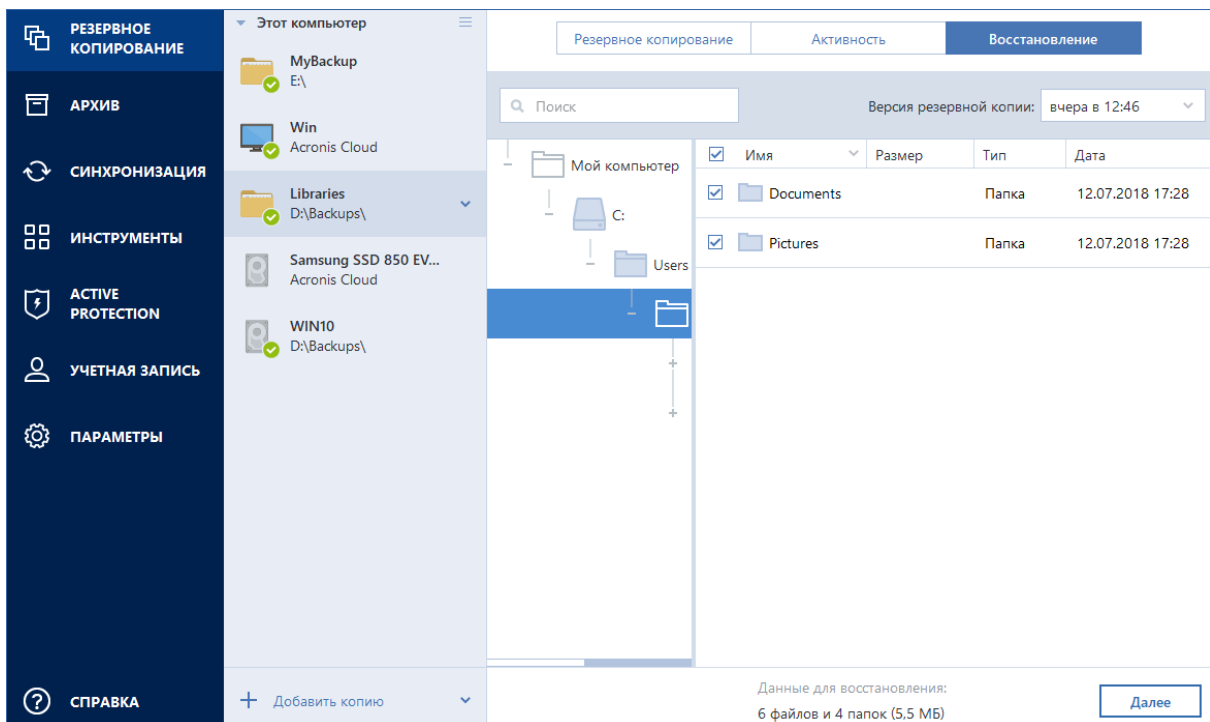 РЕЗЕРВНОЕ
КОПИРОВАНИЕ
АРХИВ
СИНХРОНИЗАЦИЯ
ИНСТРУМЕНТЫ
ACTIVE
PROTECTION
УЧЕТНАЯ ЗАПИСЬ
ПАРАМЕТРЫ
СПРАВКА
Этот компьютер
MyBackup
E:\
Win
Acronis Cloud
Libraries
D:\Backups\
Samsung SSD 850 EV...
Acronis Cloud
WIN10
D:\Backups\
Добавить копию
Резервное копирование
Активность
Восстановление
Поиск
Версия резервной копии: вчера в 12:46
Мой компьютер
C:
Users
Имя Размер Тип Дата
Documents Папка 12.07.2018 17:28
Pictures Папка 12.07.2018 17:28
Данные для восстановления:
6 файлов и 4 папок (5,5 МБ)
Далее